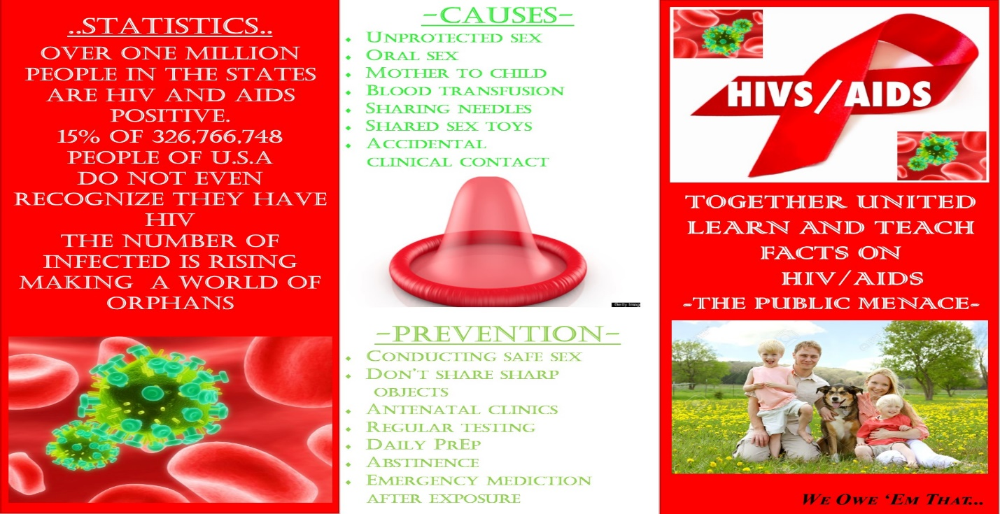 ..STATISTICS..
OVER ONE MILLION
PEOPLE IN THE STATES
ARE HIV AND AIDS
POSITIVE.
15% OF 326,766,748
PEOPLE OF U.S.A
DO NOT EVEN
RECOGNIZE THEY HAVE
HIV
THE NUMBER OF
INFECTED IS RISING
MAKING A WORLD OF
ORPHANS
-CAUSES-
UNPROTECTED SEX
ORAL SEX
MOTHER TO CHILD
BLOOD TRANSFUSION
SHARING NEEDLES
SHARED SEX TOYS
ACCIDENTAL
CLINICAL CONTACT
Getty Imag
-PREVENTION-
CONDUCTING SAFE SEX
DON'T SHARE SHARP
OBJECTS
ANTENATAL CLINICS
REGULAR TESTING
DAILY PREP
ABSTINENCE
EMERGENCY MEDICTION
AFTER EXPOSURE
HIVS/AIDS
TOGETHER UNITED
LEARN AND TEACH
FACTS ON
HIV/AIDS
-THE PUBLIC MENACE-
WE OWE 'EM THAT...